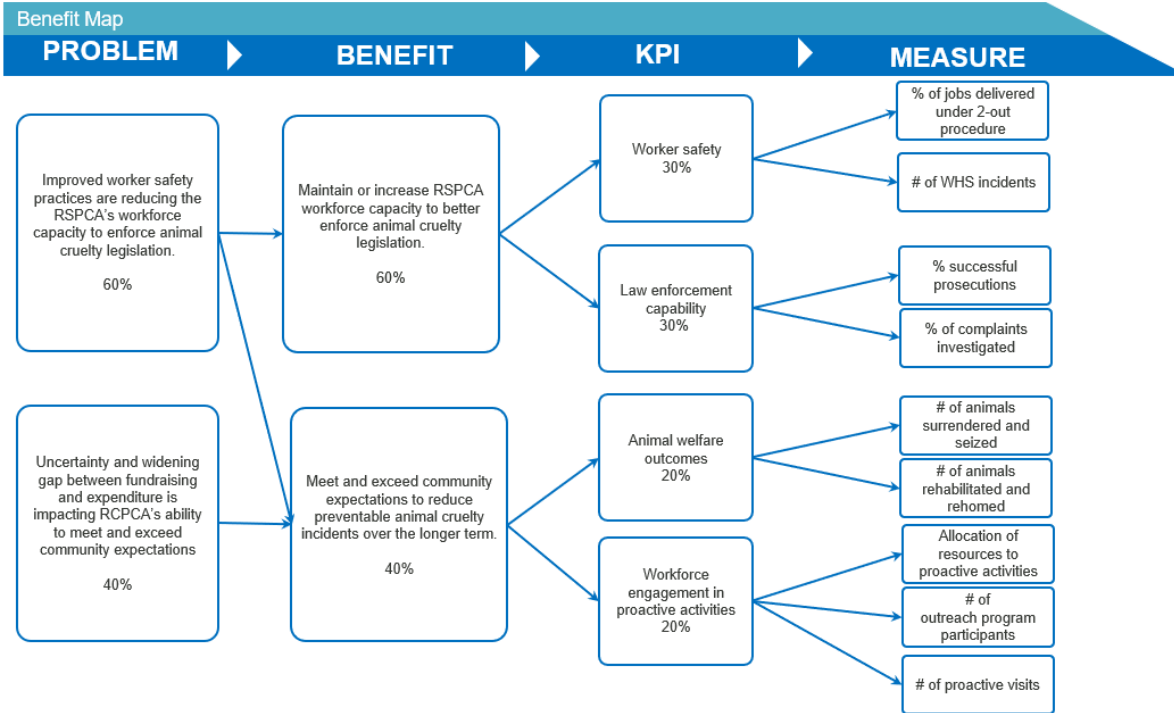 Benefit Map
PROBLEM
BENEFIT
KPI
MEASURE
Improved worker safety
practices are reducing the
RSPCA's workforce
capacity to enforce animal
cruelty legislation.
60%
Uncertainty and widening
gap between fundraising
and expenditure is
impacting RCPCA's ability
to meet and exceed
community expectations
40%
Maintain or increase RSPCA
workforce capacity to better
enforce animal cruelty
legislation.
60%
Meet and exceed community
expectations to reduce
preventable animal cruelty
incidents over the longer term.
40%
Worker safety
30%
Law enforcement
capability
30%
Animal welfare
outcomes
20%
Workforce
engagement in
proactive activities
20%
% of jobs delivered
under 2-out
procedure
# of WHS incidents
% successful
prosecutions
% of complaints
investigated
# of animals
surrendered and
seized
# of animals
rehabilitated and
rehomed
Allocation of
resources to
proactive activities
# of
outreach program
participants
# of proactive visits